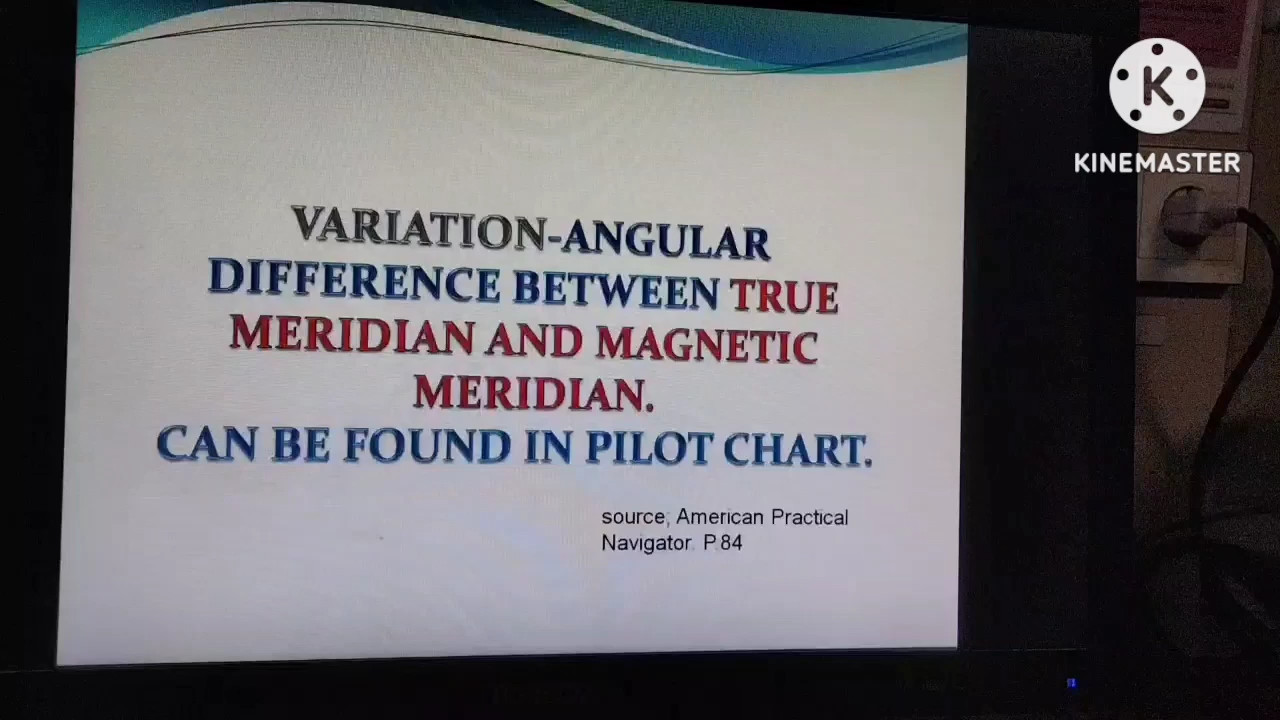 VARIATION-ANGULAR
DIFFERENCE BETWEEN TRUE
MERIDIAN AND MAGNETIC
MERIDIAN.
CAN BE FOUND IN PILOT CHART.
source; American Practical
Navigator. P.84
K
KINEMASTER